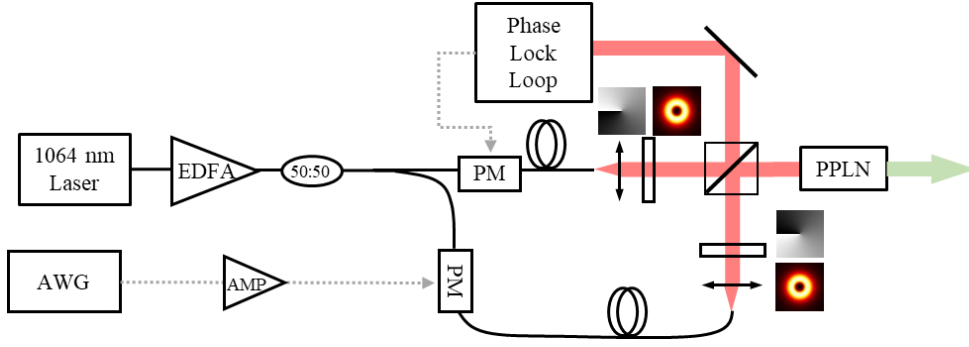 Phase
Lock
Loop
1064 nm
Laser
EDFA
50:50
PM
PPLN
AWG
AMP
PM